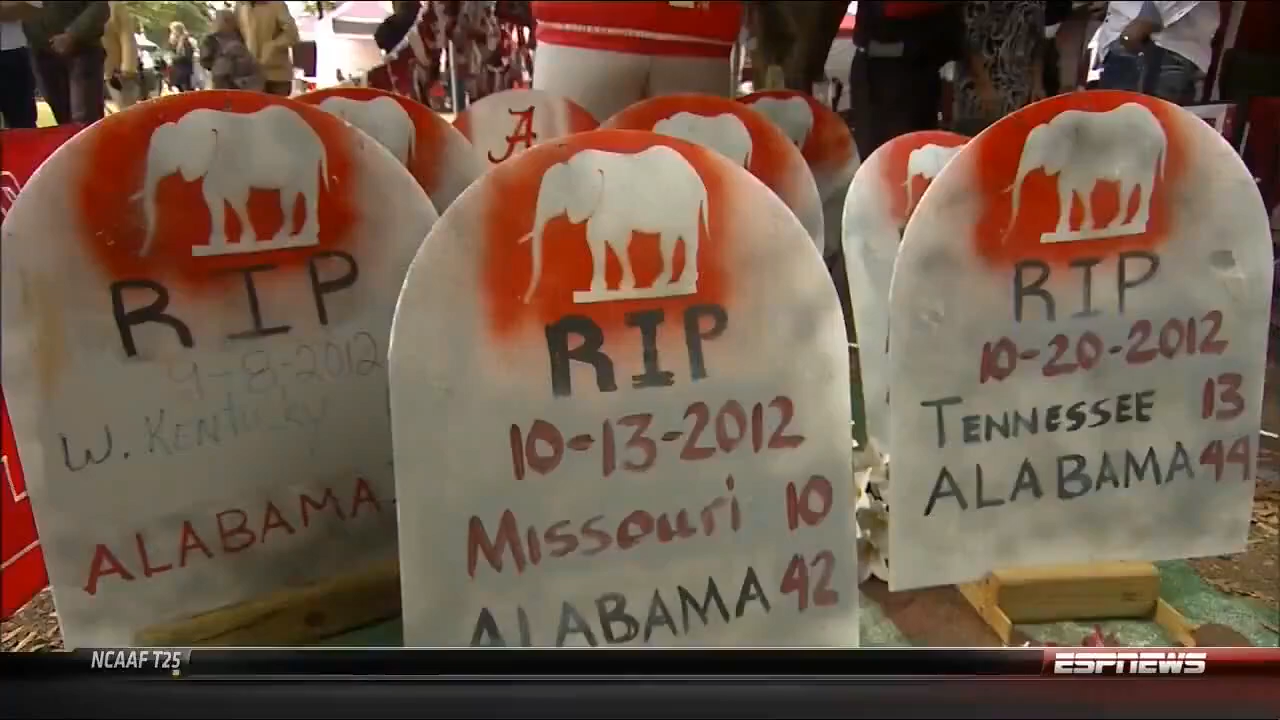 A
RIP
9-8-2012
W. Kentucky
ALABAMA
RIP
10-13-2012
Missouri 10
ALABAMA 42
RIP
10-20-2012
TENNESSEE 13
ALABAMA 44
NCAAF T25
ESPNEWS